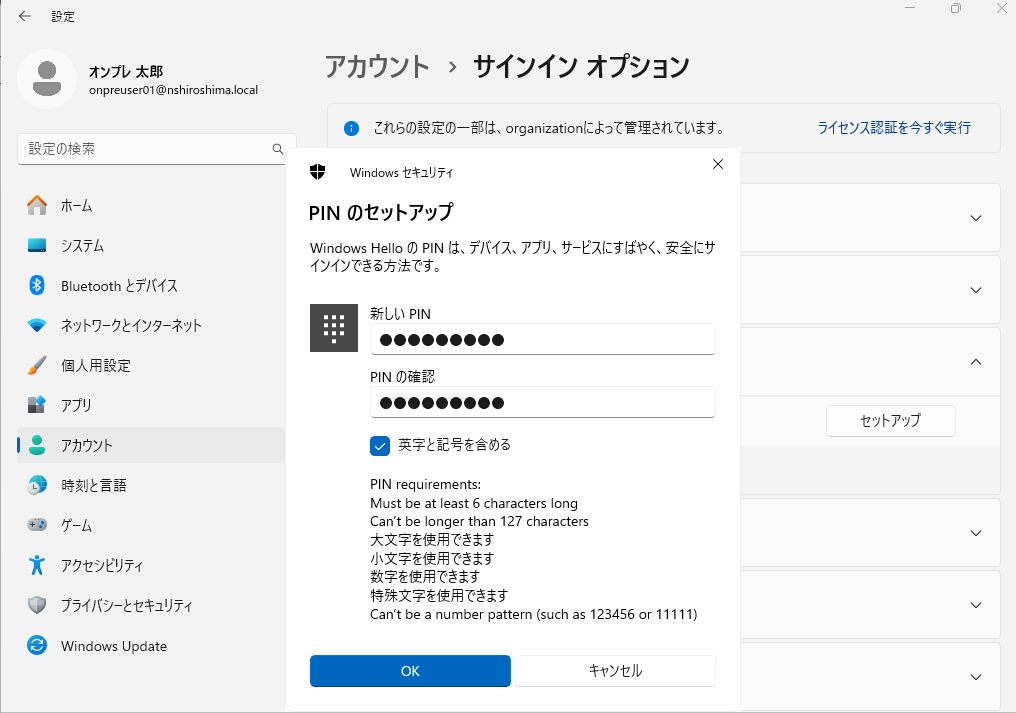 設定
オンプレ 太郎
onpreuser01@nshiroshima.local
設定の検索
ホーム
システム
Bluetooth とデバイス
ネットワークとインターネット
個人用設定
アプリ
アカウント
時刻と言語
ゲーム
アクセシビリティ
プライバシーとセキュリティ
Windows Update
アカウント › サインイン オプション
これらの設定の一部は、organizationによって管理されています。
ライセンス認証を今すぐ実行
セットアップ
Windows セキュリティ
PIN のセットアップ
Windows Hello の PIN は、デバイス、アプリ、サービスにすばやく、安全にサ
インインできる方法です。
新しい PIN
●●●●●●●●●
PIN の確認
●●●●●●●●●
英字と記号を含める
PIN requirements:
Must be at least 6 characters long
Can't be longer than 127 characters
大文字を使用できます
小文字を使用できます
数字を使用できます
特殊文字を使用できます
Can't be a number pattern (such as 123456 or 11111)
OK
キャンセル